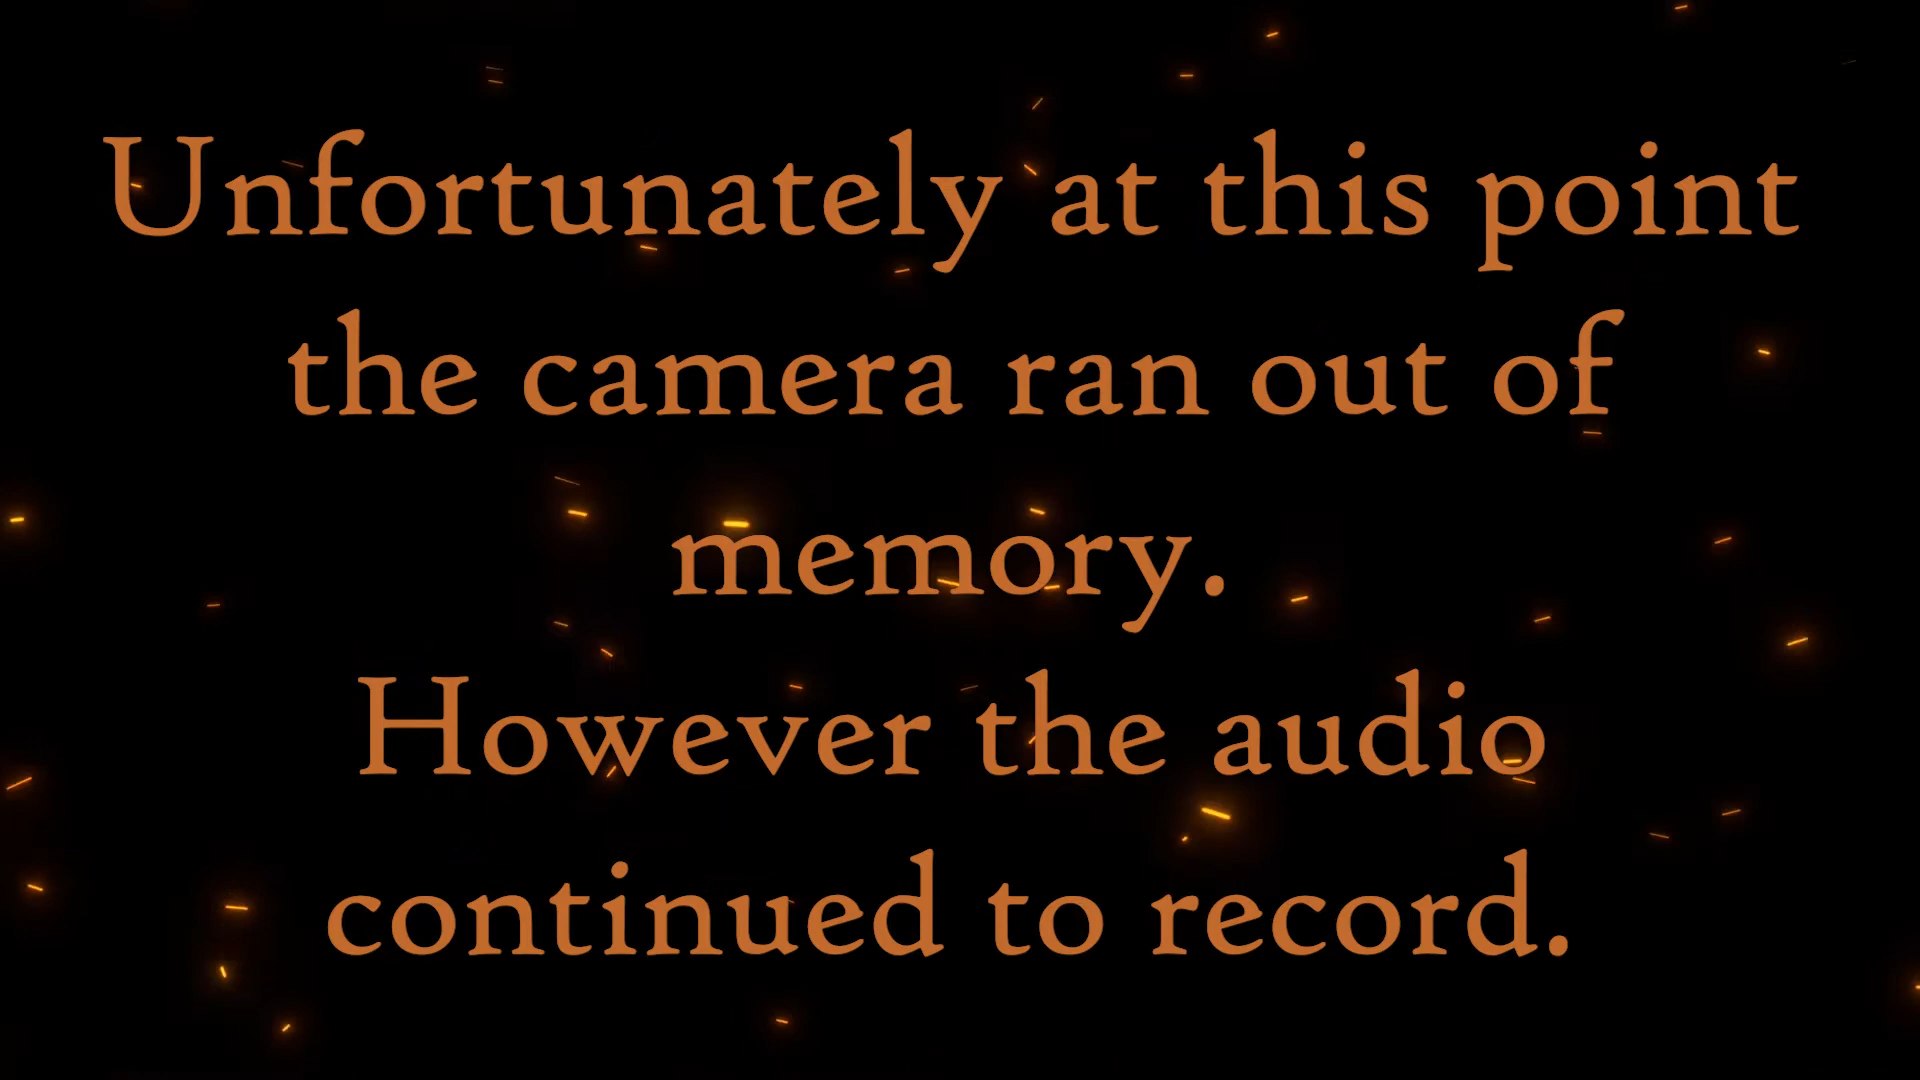 Unfortunately at this point
the camera ran out of
memory.
However the audio
continued to record.